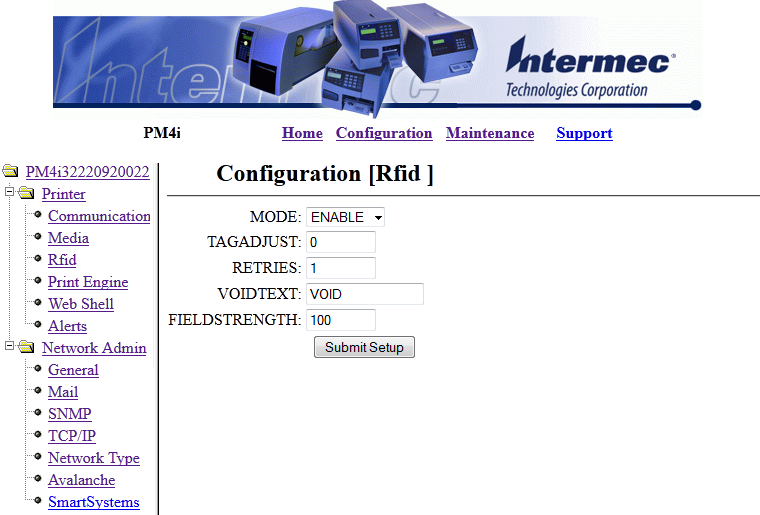 Intermec
Intermec®
Technologies Corporation
PM4i Home Configuration Maintenance Support
PM4i32220920022
Printer
Communication
Media
Rfid
Print Engine
Web Shell
Alerts
Network Admin
General
Mail
SNMP
TCP/IP
Network Type
Avalanche
SmartSystems
Configuration [Rfid ]
MODE: ENABLE
TAGADJUST: 0
RETRIES: 1
VOIDTEXT: VOID
FIELDSTRENGTH: 100
Submit Setup